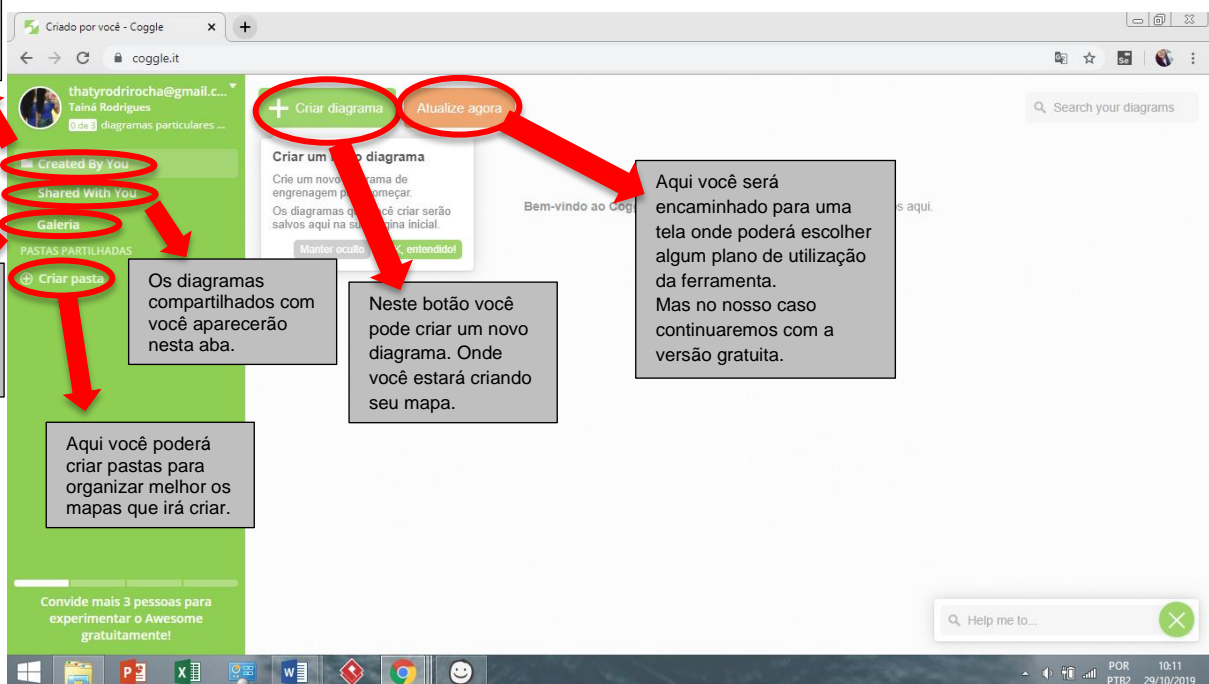 Criado por você - Coggle
coggle.it
thatyrodrirocha@gmail.c...
Tainá Rodrigues
0 de 3 diagramas particulares ...
Created By You
Shared With You
Galeria
PASTAS PARTILHADAS
Criar pasta
Criar diagrama
Atualize agora
Search your diagrams
Criar um diagrama
Crie um novo de
engrenagem começar.
Os diagramas criar serão
salvos aqui na inicial.
Manter oculto
entendido!
Bem-vindo ao
aqui.
Aqui você será
encaminhado para uma
tela onde poderá escolher
algum plano de utilização
da ferramenta.
Mas no nosso caso
continuaremos com a
versão gratuita.
Os diagramas
compartilhados com
você aparecerão
nesta aba.
Neste botão você
pode criar um novo
diagrama. Onde
você estará criando
seu mapa.
Aqui você poderá
criar pastas para
organizar melhor os
mapas que irá criar.
Convide mais 3 pessoas para
experimentar o Awesome
gratuitamente!
Help me to...
POR
PTB2
10:11
29/10/2019